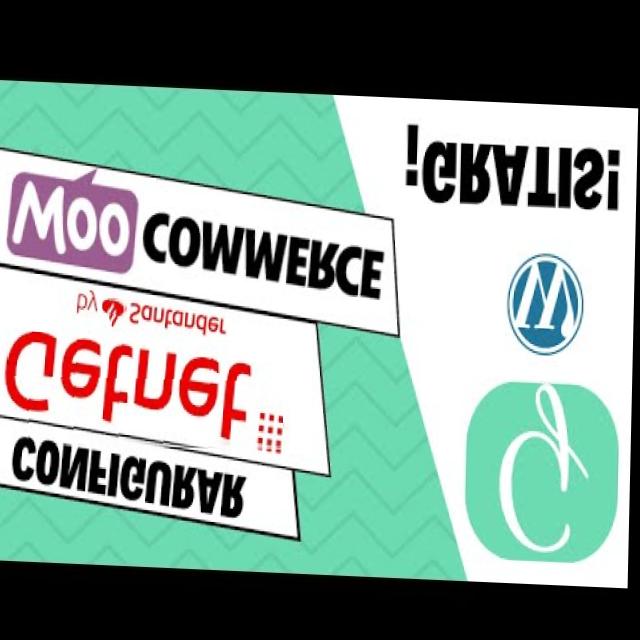 CONFIGURAR
Getnet
by Santander
WOO COMMERCE
¡GRATIS!